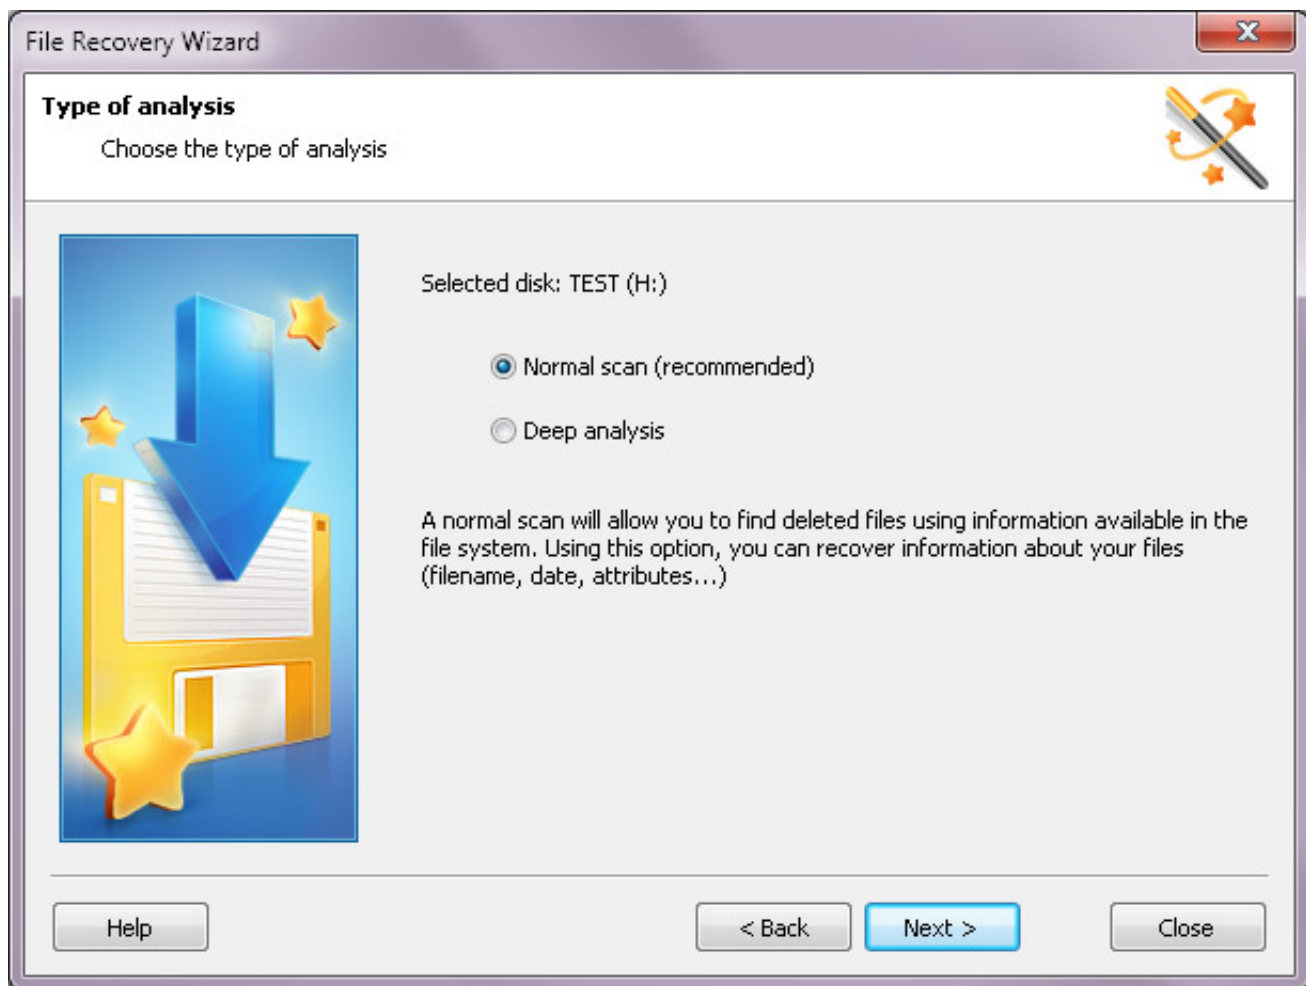 File Recovery Wizard
Type of analysis
Choose the type of analysis
Selected disk: TEST (H:)
Normal scan (recommended)
Deep analysis
A normal scan will allow you to find deleted files using information available in the
file system. Using this option, you can recover information about your files
(filename, date, attributes...)
Help
< Back
Next >
Close